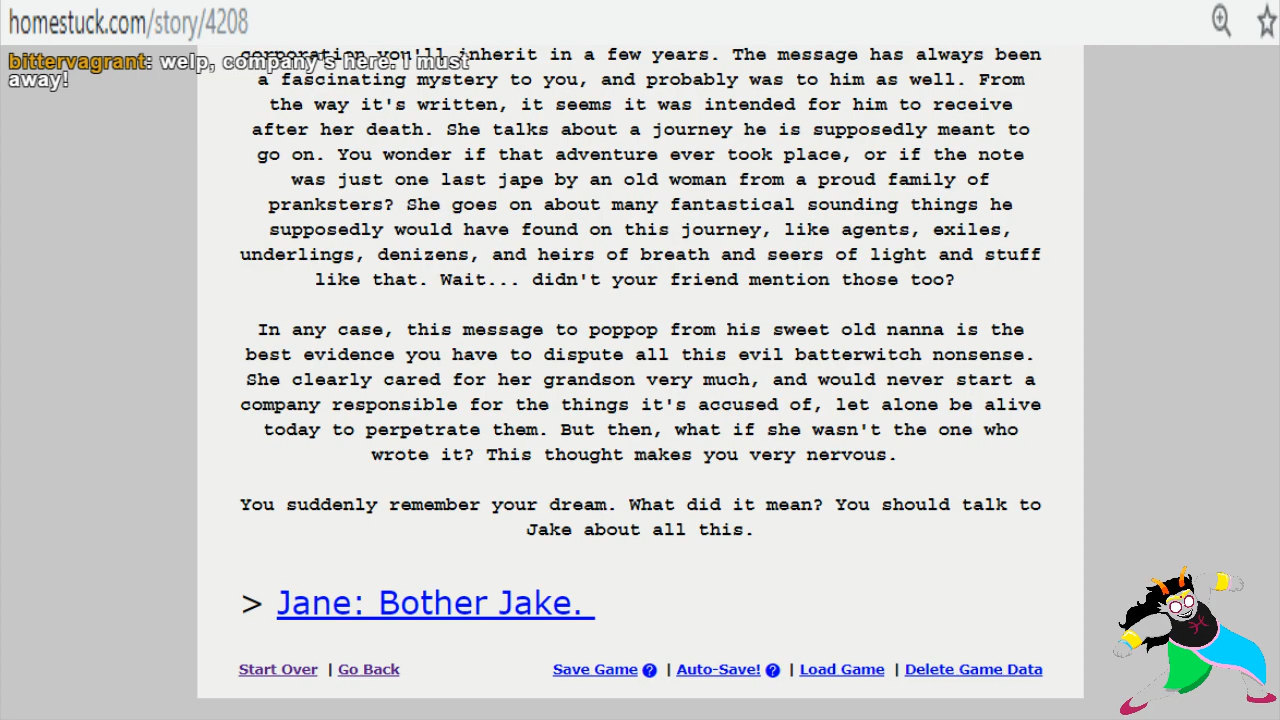 homestuck.com/story/4208
bittervagrant: welp, company's here. I must
away!
corporation you'll inherit in a few years. The message has always been
a fascinating mystery to you, and probably was to him as well. From
the way it's written, it seems it was intended for him to receive
after her death. She talks about a journey he is supposedly meant to
go on. You wonder if that adventure ever took place, or if the note
was just one last jape by an old woman from a proud family of
pranksters? She goes on about many fantastical sounding things he
supposedly would have found on this journey, like agents, exiles,
underlings, denizens, and heirs of breath and seers of light and stuff
like that. Wait... didn't your friend mention those too?
In any case, this message to poppop from his sweet old nanna is the
best evidence you have to dispute all this evil batterwitch nonsense.
She clearly cared for her grandson very much, and would never start a
company responsible for the things it's accused of, let alone be alive
today to perpetrate them. But then, what if she wasn't the one who
wrote it? This thought makes you very nervous.
You suddenly remember your dream. What did it mean? You should talk to
Jake about all this.
> Jane: Bother Jake.
Start Over | Go Back Save Game ? | Auto-Save! ? | Load Game | Delete Game Data